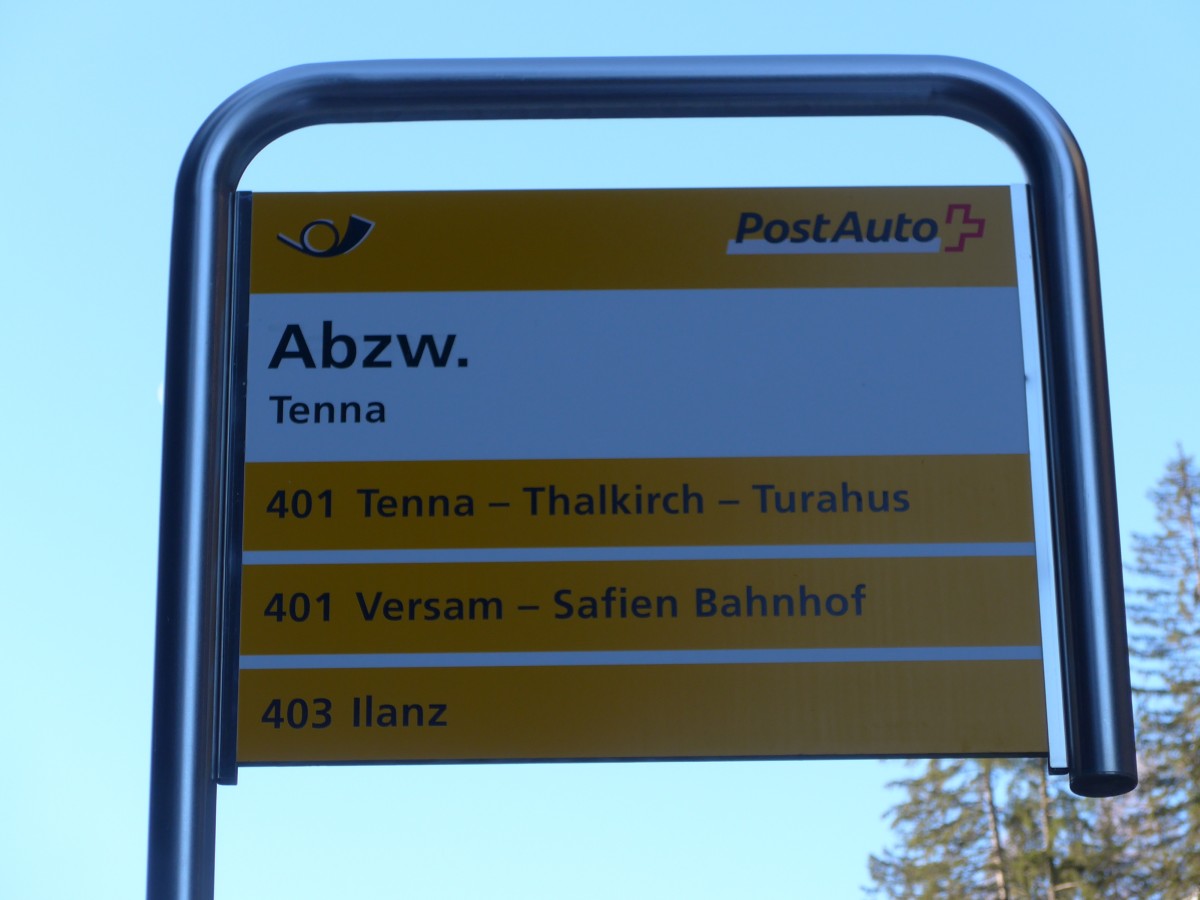 PostAuto
Abzw.
Tenna
401 Tenna – Thalkirch – Turahus
401 Versam – Safien Bahnhof
403 Ilanz